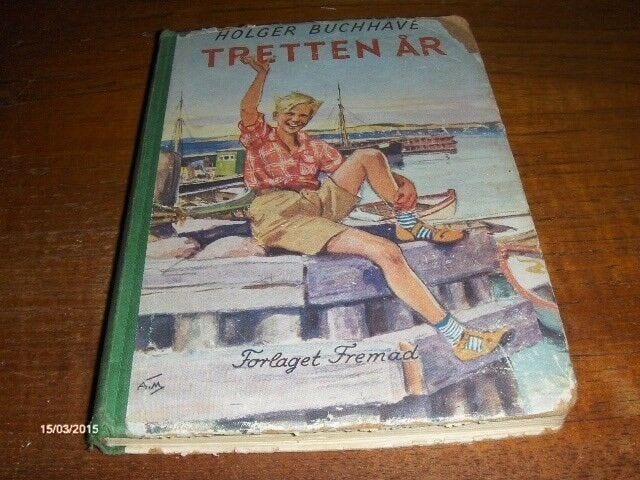 HOLGER BUCHHAVE
TRETTEN ÅR
Forlaget Fremad
A.M
15/03/2015